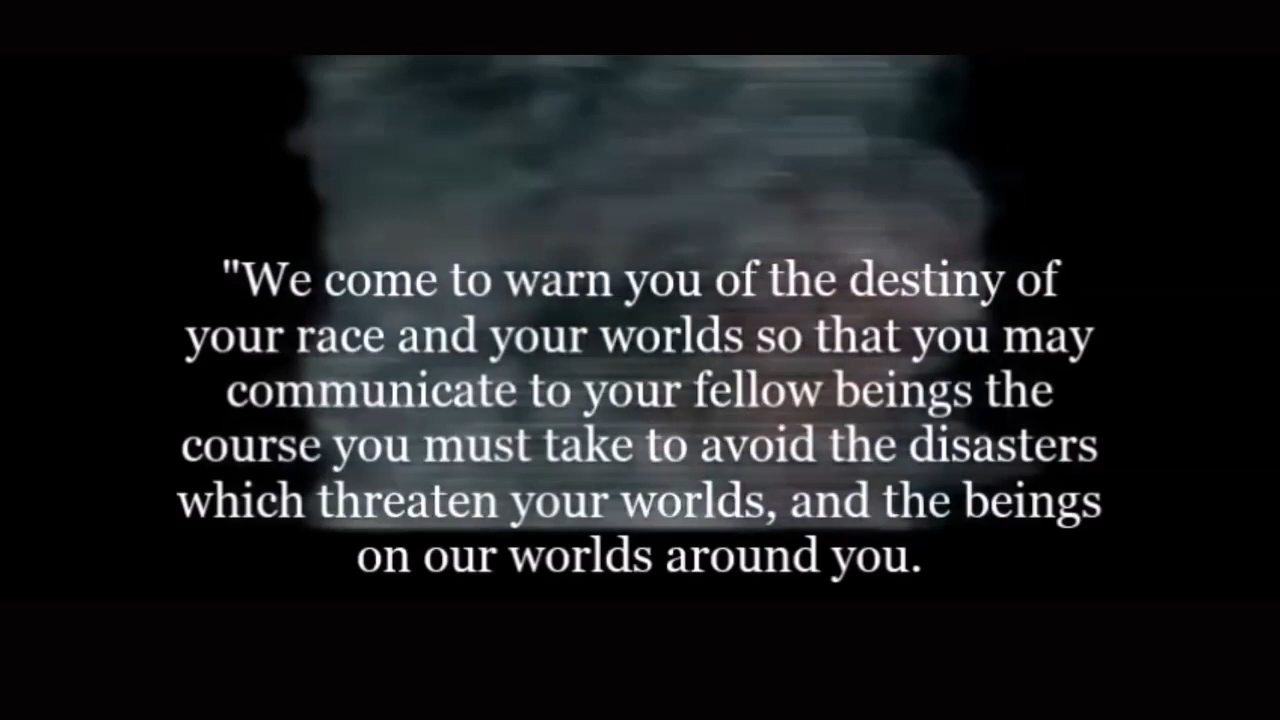 "We come to warn you of the destiny of
your race and your worlds so that you may
communicate to your fellow beings the
course you must take to avoid the disasters
which threaten your worlds, and the beings
on our worlds around you.